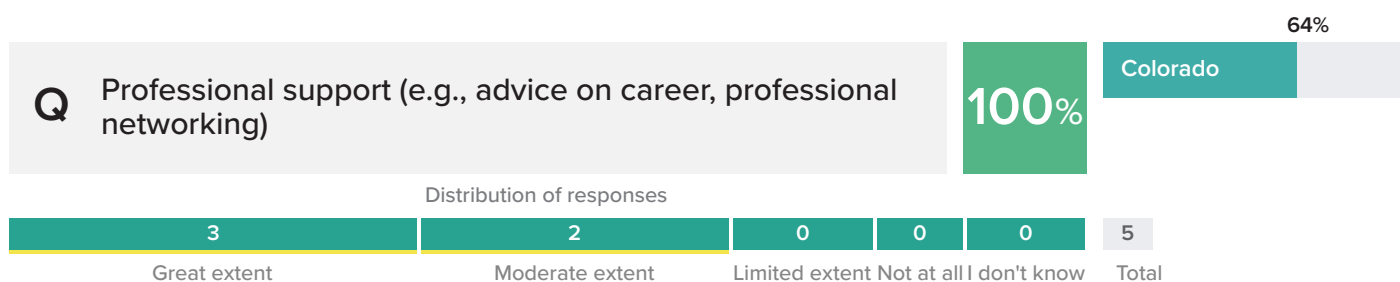 64%
Q
Professional support (e.g., advice on career, professional
networking)
100%
Colorado
Distribution of responses
3
2
0
0
0
5
Great extent
Moderate extent
Limited extent
Not at all
I don't know
Total